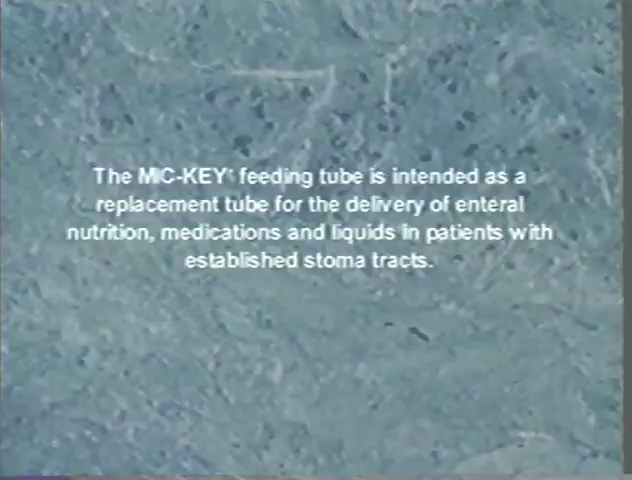 The MIC-KEY® feeding tube is intended as a
replacement tube for the delivery of enteral
nutrition, medications and liquids in patients with
established stoma tracts.